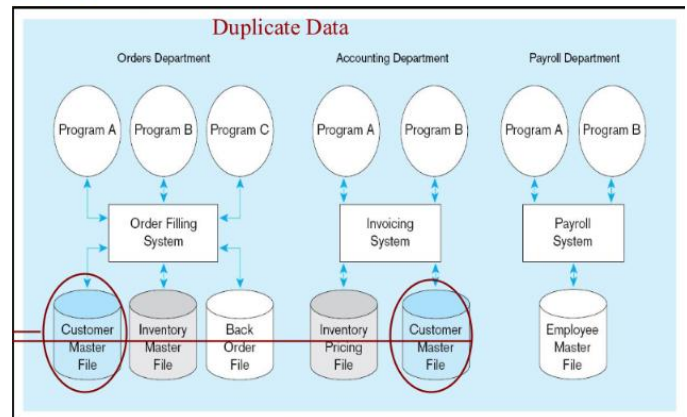 Duplicate Data
Orders Department
Accounting Department
Payroll Department
Program A
Program B
Program C
Program A
Program B
Program A
Program B
Order Filling
System
Invoicing
System
Payroll
System
Customer
Master
File
Inventory
Master
File
Back
Order
File
Inventory
Pricing
File
Customer
Master
File
Employee
Master
File